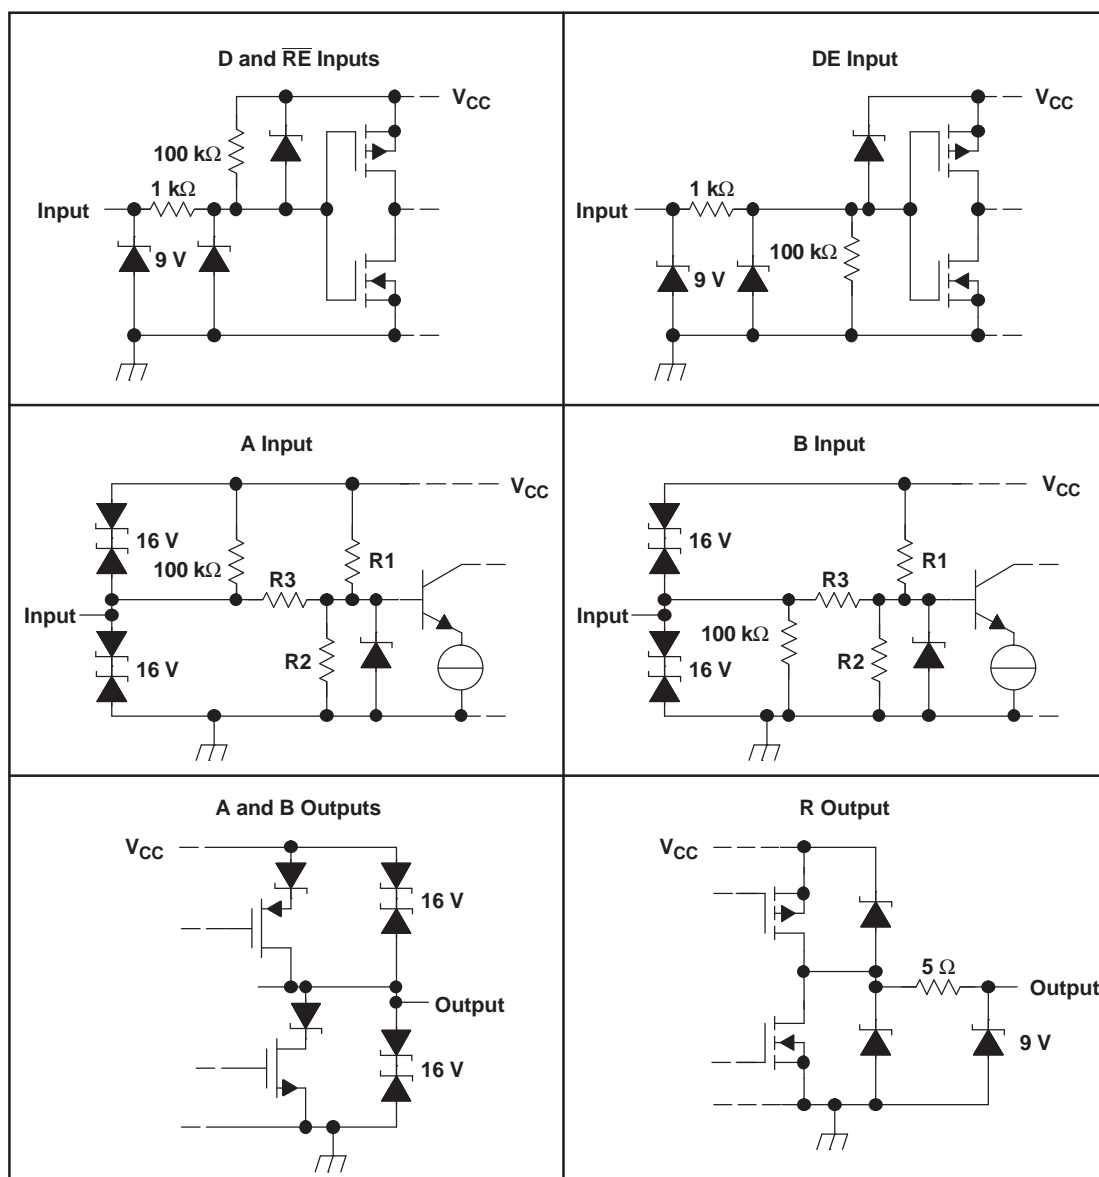 D and R̅E̅ Inputs
VCC
100 kΩ
1 kΩ
Input
9 V
DE Input
VCC
1 kΩ
Input
100 kΩ
9 V
A Input
VCC
16 V
100 kΩ
R1
R3
Input
R2
16 V
B Input
VCC
16 V
R1
R3
Input
100 kΩ
R2
16 V
A and B Outputs
VCC
16 V
Output
16 V
R Output
VCC
5 Ω
Output
9 V